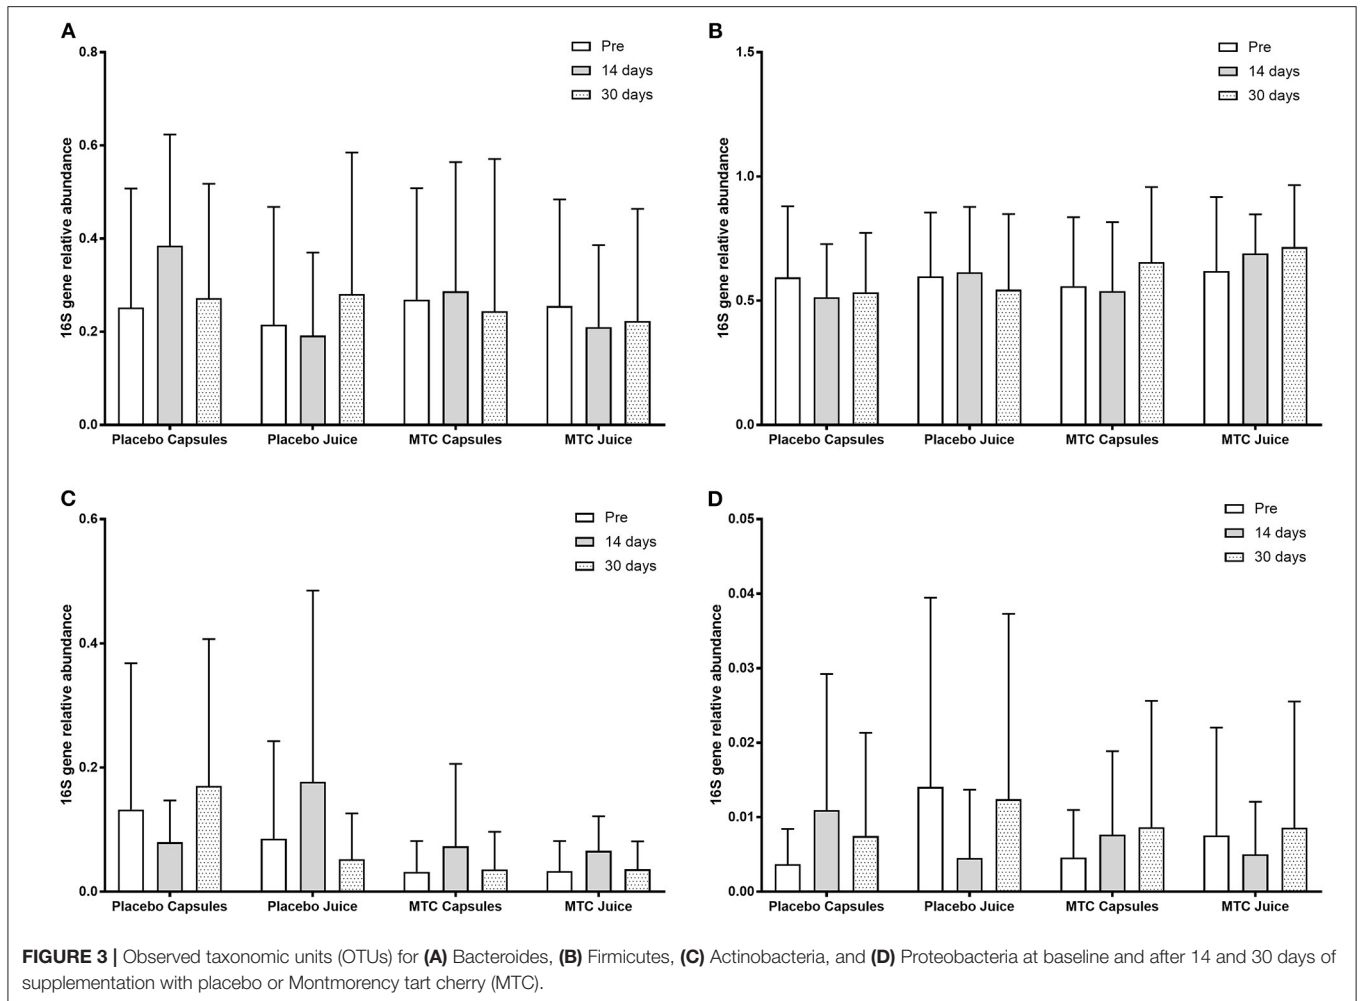 A
Pre
14 days
30 days
0.8
0.6
0.4
0.2
0.0
16S gene relative abundance
Placebo Capsules
Placebo Juice
MTC Capsules
MTC Juice
B
Pre
14 days
30 days
1.5
1.0
0.5
0.0
16S gene relative abundance
Placebo Capsules
Placebo Juice
MTC Capsules
MTC Juice
C
Pre
14 days
30 days
0.6
0.4
0.2
0.0
16S gene relative abundance
Placebo Capsules
Placebo Juice
MTC Capsules
MTC Juice
D
Pre
14 days
30 days
0.05
0.04
0.03
0.02
0.01
0.00
16S gene relative abundance
Placebo Capsules
Placebo Juice
MTC Capsules
MTC Juice
FIGURE 3 | Observed taxonomic units (OTUs) for (A) Bacteroides, (B) Firmicutes, (C) Actinobacteria, and (D) Proteobacteria at baseline and after 14 and 30 days of
supplementation with placebo or Montmorency tart cherry (MTC).